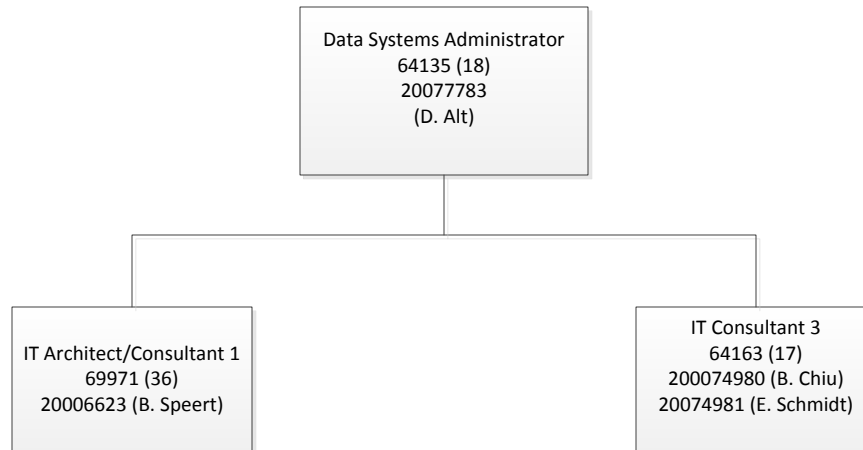 Data Systems Administrator
64135 (18)
20077783
(D. Alt)
IT Architect/Consultant 1
69971 (36)
20006623 (B. Speert)
IT Consultant 3
64163 (17)
200074980 (B. Chiu)
20074981 (E. Schmidt)